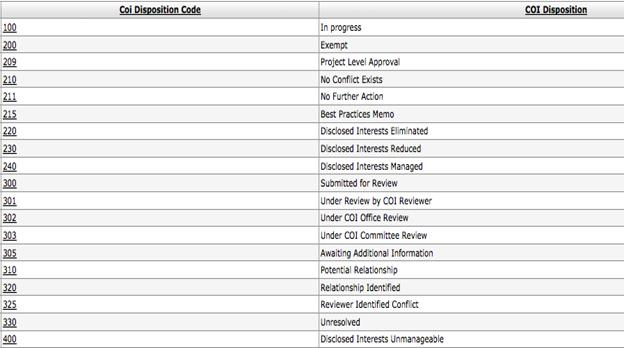 Coi Disposition Code COI Disposition
100 In progress
200 Exempt
209 Project Level Approval
210 No Conflict Exists
211 No Further Action
215 Best Practices Memo
220 Disclosed Interests Eliminated
230 Disclosed Interests Reduced
240 Disclosed Interests Managed
300 Submitted for Review
301 Under Review by COI Reviewer
302 Under COI Office Review
303 Under COI Committee Review
305 Awaiting Additional Information
310 Potential Relationship
320 Relationship Identified
325 Reviewer Identified Conflict
330 Unresolved
400 Disclosed Interests Unmanageable